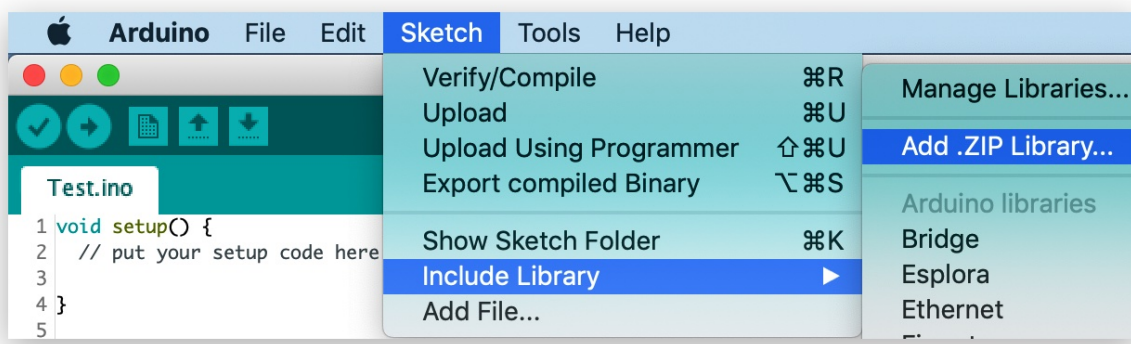 Arduino File Edit Sketch Tools Help
Verify/Compile ⌘R
Upload ⌘U
Upload Using Programmer ⇧⌘U
Export compiled Binary ⌥⌘S
Show Sketch Folder ⌘K
Include Library ▶
Add File...
Manage Libraries...
Add .ZIP Library...
Arduino libraries
Bridge
Esplora
Ethernet
Test.ino
1 void setup() {
2 // put your setup code here
3
4 }
5